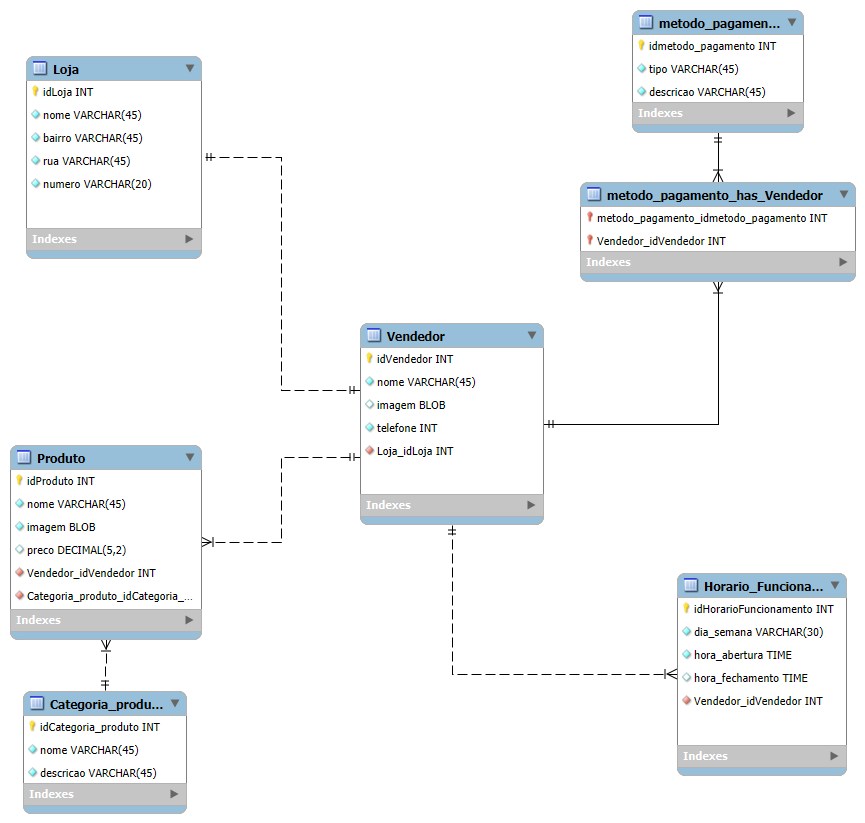 Loja
idLoja INT
nome VARCHAR(45)
bairro VARCHAR(45)
rua VARCHAR(45)
numero VARCHAR(20)
Indexes
metodo_pagamen...
idmetodo_pagamento INT
tipo VARCHAR(45)
descricao VARCHAR(45)
Indexes
metodo_pagamento_has_Vendedor
metodo_pagamento_idmetodo_pagamento INT
Vendedor_idVendedor INT
Indexes
Vendedor
idVendedor INT
nome VARCHAR(45)
imagem BLOB
telefone INT
Loja_idLoja INT
Indexes
Produto
idProduto INT
nome VARCHAR(45)
imagem BLOB
preco DECIMAL(5,2)
Vendedor_idVendedor INT
Categoria_produto_idCategoria_...
Indexes
Horario_Funciona...
idHorarioFuncionamento INT
dia_semana VARCHAR(30)
hora_abertura TIME
hora_fechamento TIME
Vendedor_idVendedor INT
Indexes
Categoria_produ...
idCategoria_produto INT
nome VARCHAR(45)
descricao VARCHAR(45)
Indexes